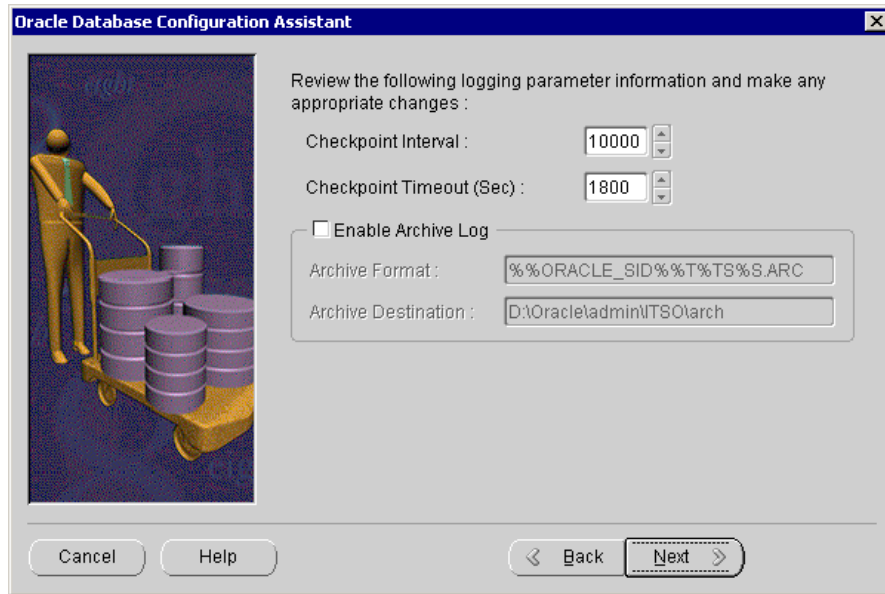 Oracle Database Configuration Assistant
Review the following logging parameter information and make any
appropriate changes :
Checkpoint Interval : 10000
Checkpoint Timeout (Sec) : 1800
Enable Archive Log
Archive Format : %%ORACLE_SID%%T%TS%S.ARC
Archive Destination : D:\Oracle\admin\ITSO\arch
Cancel Help Back Next